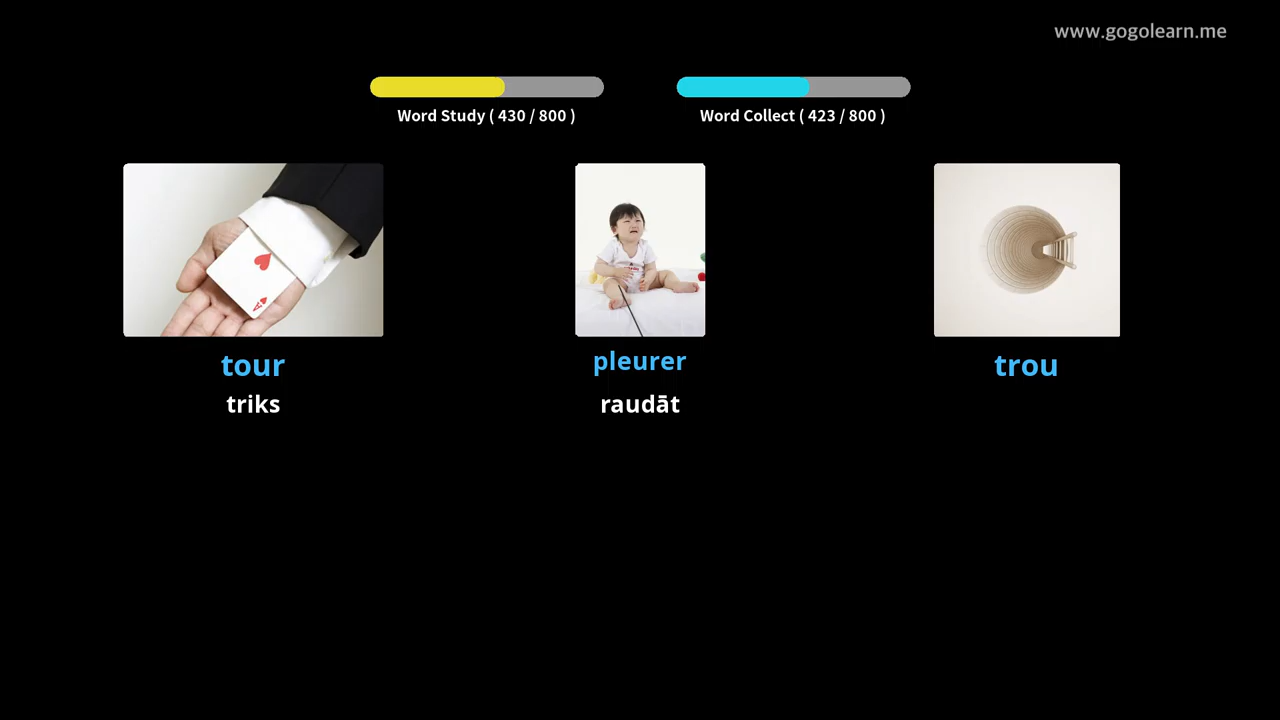 www.gogolearn.me
Word Study ( 430 / 800 )
Word Collect ( 423 / 800 )
tour
pleurer
trou
triks
raudāt